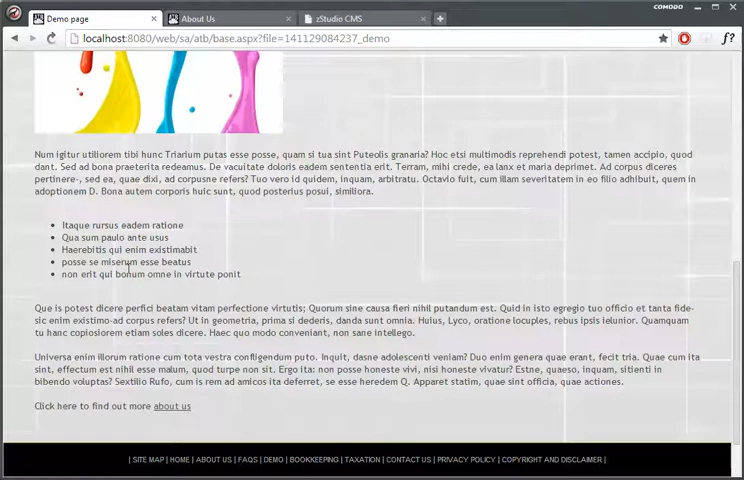 COMODO
Demo page
About Us
zStudio CMS
localhost:8080/web/sa/atb/base.aspx?file=141129084237_demo
f?
Num igitur utiliorem tibi hunc Triarium putas esse posse, quam si tua sint Puteolis granaria? Hoc etsi multimodis reprehendi potest, tamen accipio, quod
dant. Sed ad bona praeterita redeamus. De vacuitate doloris eadem sententia erit. Terram, mihi crede, ea lanx et maria deprimet. Ad corpus diceres
pertinere-, sed ea, quae dixi, ad corpusne refers? Tuo vero id quidem, inquam, arbitratu. Octavio fuit, cum illam severitatem in eo filio adhibuit, quem in
adoptionem D. Bona autem corporis huic sunt, quod posterius posui, similiora.
Itaque rursus eadem ratione
Qua sum paulo ante usus
Haerebitis qui enim existimabit
posse se miserum esse beatus
non erit qui bonum omne in virtute ponit
Que is potest dicere perfici beatam vitam perfectione virtutis; Quorum sine causa fieri nihil putandum est. Quid in isto egregio tuo officio et tanta fide-
sic enim existimo-ad corpus refers? Ut in geometria, prima si dederis, danda sunt omnia. Huius, Lyco, oratione locuples, rebus ipsis ielunior. Quamquam
tu hanc copiosiorem etiam soles dicere. Haec quo modo conveniant, non sane intellego.
Universa enim illorum ratione cum tota vestra confligendum puto. Inquit, dasne adolescenti veniam? Duo enim genera quae erant, fecit tria. Quae cum ita
sint, effectum est nihil esse malum, quod turpe non sit. Ergo ita: non posse honeste vivi, nisi honeste vivatur? Estne, quaeso, inquam, sitienti in
bibendo voluptas? Sextilio Rufo, cum is rem ad amicos ita deferret, se esse heredem Q. Apparet statim, quae sint officia, quae actiones.
Click here to find out more about us
| SITE MAP | HOME | ABOUT US | FAQS | DEMO | BOOKKEEPING | TAXATION | CONTACT US | PRIVACY POLICY | COPYRIGHT AND DISCLAIMER |